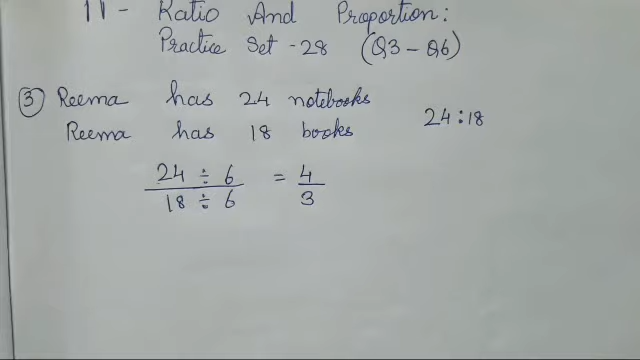 11 - Ratio And Proportion:
Practice Set - 28 (Q3 - Q6)
③ Reema has 24 notebooks
Reema has 18 books
24 : 18
24 ÷ 6 / 18 ÷ 6 = 4 / 3